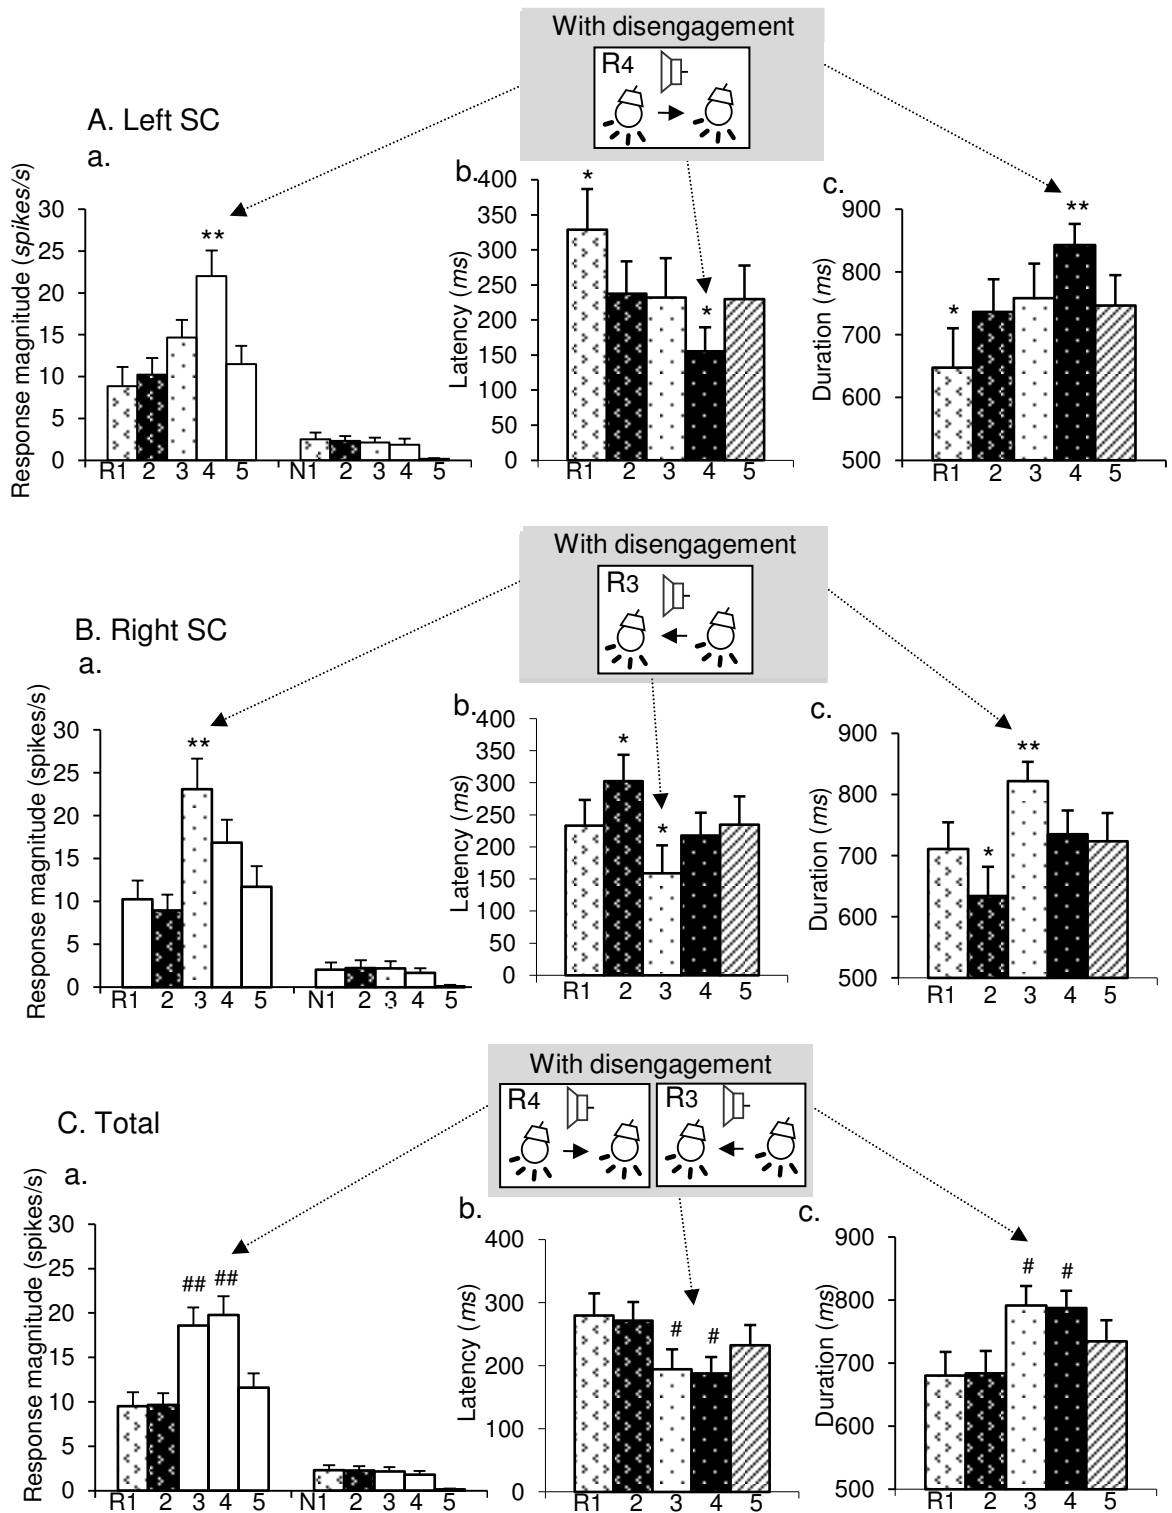 With disengagement
R4
A. Left SC
a.
Response magnitude (spikes/s)
30
25
20
15
10
5
0
**
R1 2 3 4 5
N1 2 3 4 5
b.
Latency (ms)
400
350
300
250
200
150
100
50
0
*
*
R1 2 3 4 5
c.
Duration (ms)
900
800
700
600
500
*
**
R1 2 3 4 5
With disengagement
R3
B. Right SC
a.
Response magnitude (spikes/s)
30
25
20
15
10
5
0
**
R1 2 3 4 5
N1 2 3 4 5
b.
Latency (ms)
400
350
300
250
200
150
100
50
0
*
*
R1 2 3 4 5
c.
Duration (ms)
900
800
700
600
500
*
**
R1 2 3 4 5
With disengagement
R4
R3
C. Total
a.
Response magnitude (spikes/s)
30
25
20
15
10
5
0
## ##
R1 2 3 4 5
N1 2 3 4 5
b.
Latency (ms)
400
300
200
100
0
# #
R1 2 3 4 5
c.
Duration (ms)
900
800
700
600
500
# #
R1 2 3 4 5